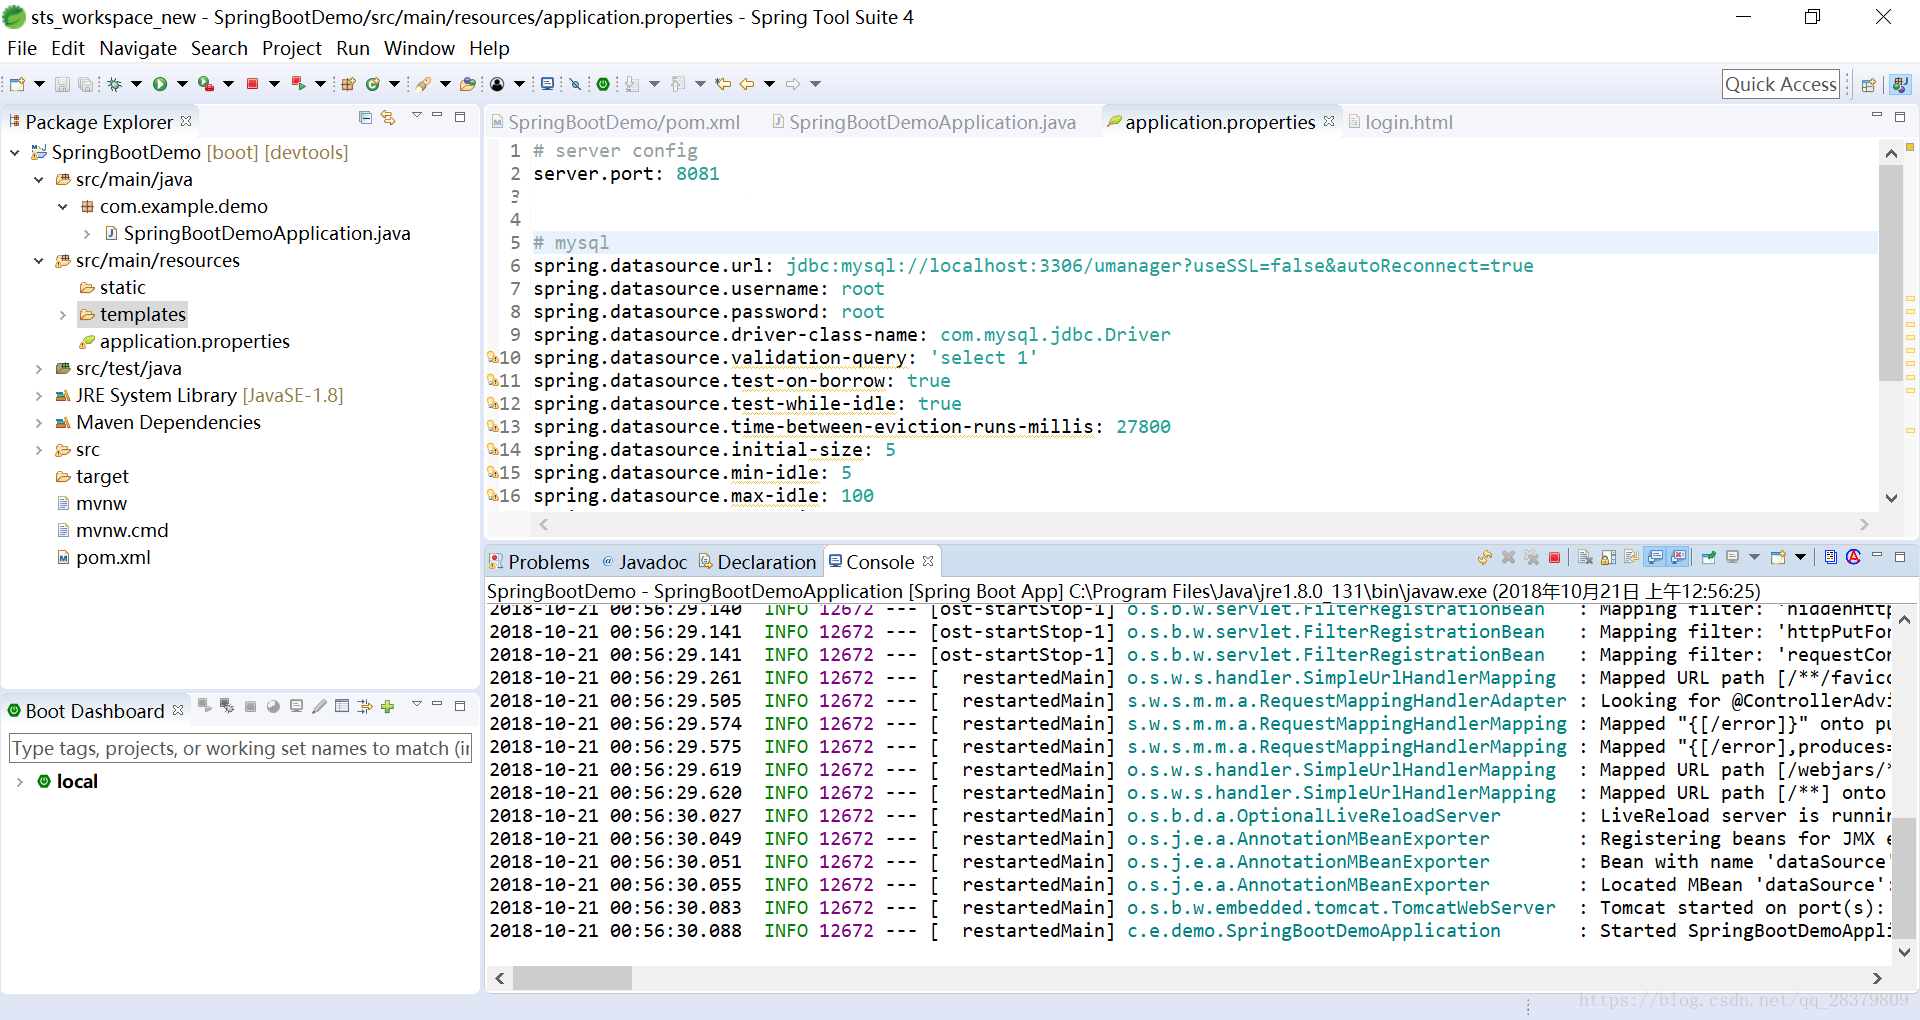 sts_workspace_new - SpringBootDemo/src/main/resources/application.properties - Spring Tool Suite 4
File Edit Navigate Search Project Run Window Help
Quick Access
Package Explorer
SpringBootDemo [boot] [devtools]
src/main/java
com.example.demo
SpringBootDemoApplication.java
src/main/resources
static
templates
application.properties
src/test/java
JRE System Library [JavaSE-1.8]
Maven Dependencies
src
target
mvnw
mvnw.cmd
pom.xml
Boot Dashboard
Type tags, projects, or working set names to match (in
local
SpringBootDemo/pom.xml SpringBootDemoApplication.java application.properties login.html
1 # server config
2 server.port: 8081
3
4
5 # mysql
6 spring.datasource.url: jdbc:mysql://localhost:3306/umanager?useSSL=false&autoReconnect=true
7 spring.datasource.username: root
8 spring.datasource.password: root
9 spring.datasource.driver-class-name: com.mysql.jdbc.Driver
10 spring.datasource.validation-query: 'select 1'
11 spring.datasource.test-on-borrow: true
12 spring.datasource.test-while-idle: true
13 spring.datasource.time-between-eviction-runs-millis: 27800
14 spring.datasource.initial-size: 5
15 spring.datasource.min-idle: 5
16 spring.datasource.max-idle: 100
Problems Javadoc Declaration Console
SpringBootDemo - SpringBootDemoApplication [Spring Boot App] C:\Program Files\Java\jre1.8.0_131\bin\javaw.exe (2018年10月21日 上午12:56:25)
2018-10-21 00:56:29.140 INFO 12672 --- [ost-startStop-1] o.s.b.w.servlet.FilterRegistrationBean : Mapping filter: 'hiddenHttp
2018-10-21 00:56:29.141 INFO 12672 --- [ost-startStop-1] o.s.b.w.servlet.FilterRegistrationBean : Mapping filter: 'httpPutFor
2018-10-21 00:56:29.141 INFO 12672 --- [ost-startStop-1] o.s.b.w.servlet.FilterRegistrationBean : Mapping filter: 'requestCon
2018-10-21 00:56:29.261 INFO 12672 --- [ restartedMain] o.s.w.s.handler.SimpleUrlHandlerMapping : Mapped URL path [/**/favico
2018-10-21 00:56:29.505 INFO 12672 --- [ restartedMain] s.w.s.m.m.a.RequestMappingHandlerAdapter : Looking for @ControllerAdvi
2018-10-21 00:56:29.574 INFO 12672 --- [ restartedMain] s.w.s.m.m.a.RequestMappingHandlerMapping : Mapped "{[/error]}" onto pu
2018-10-21 00:56:29.575 INFO 12672 --- [ restartedMain] s.w.s.m.m.a.RequestMappingHandlerMapping : Mapped "{[/error],produces=
2018-10-21 00:56:29.619 INFO 12672 --- [ restartedMain] o.s.w.s.handler.SimpleUrlHandlerMapping : Mapped URL path [/webjars/*
2018-10-21 00:56:29.620 INFO 12672 --- [ restartedMain] o.s.w.s.handler.SimpleUrlHandlerMapping : Mapped URL path [/**] onto
2018-10-21 00:56:30.027 INFO 12672 --- [ restartedMain] o.s.b.d.a.OptionalLiveReloadServer : LiveReload server is runnin
2018-10-21 00:56:30.049 INFO 12672 --- [ restartedMain] o.s.j.e.a.AnnotationMBeanExporter : Registering beans for JMX e
2018-10-21 00:56:30.051 INFO 12672 --- [ restartedMain] o.s.j.e.a.AnnotationMBeanExporter : Bean with name 'dataSource'
2018-10-21 00:56:30.055 INFO 12672 --- [ restartedMain] o.s.j.e.a.AnnotationMBeanExporter : Located MBean 'dataSource':
2018-10-21 00:56:30.083 INFO 12672 --- [ restartedMain] o.s.b.w.embedded.tomcat.TomcatWebServer : Tomcat started on port(s):
2018-10-21 00:56:30.088 INFO 12672 --- [ restartedMain] c.e.demo.SpringBootDemoApplication : Started SpringBootDemoAppli
https://blog.csdn.net/qq_28379809